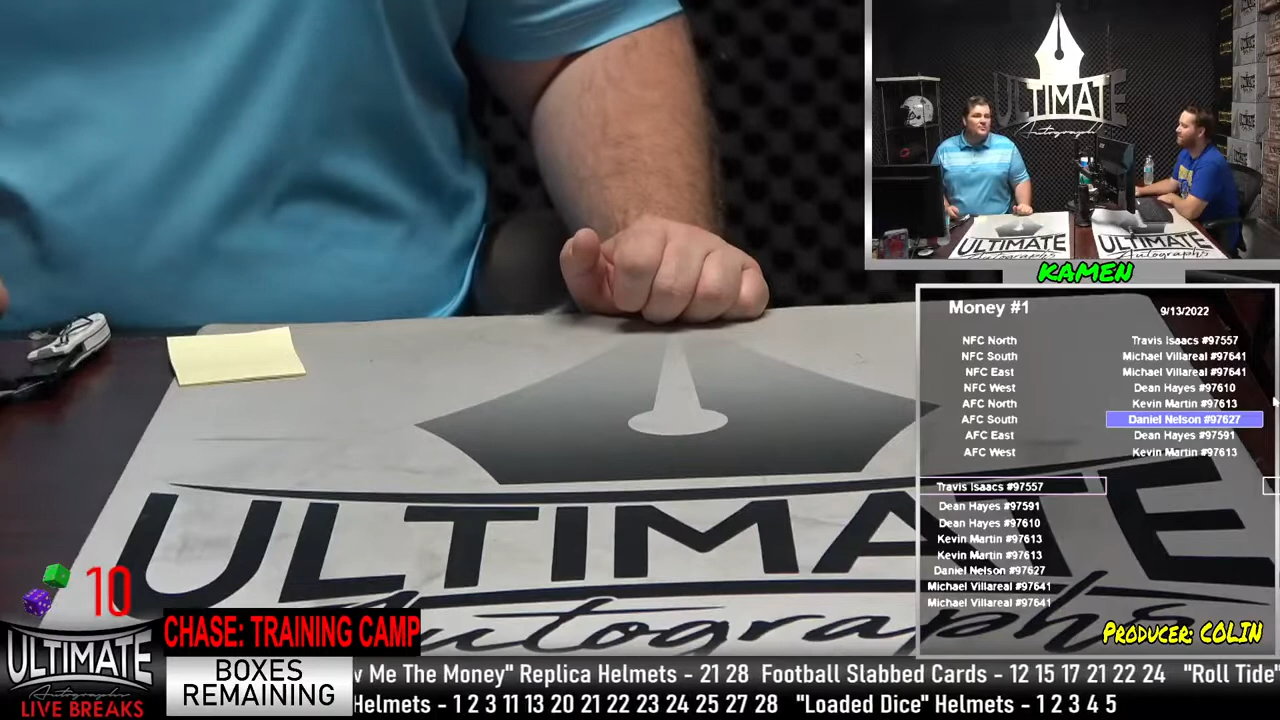 ULTIMATE
Autographs
ULTIMATE
Autographs
ULTIMATE
Autographs
KAMEN
Money #1
9/13/2022
NFC North Travis Isaacs #97557
NFC South Michael Villareal #97641
NFC East Michael Villareal #97641
NFC West Dean Hayes #97610
AFC North Kevin Martin #97613
AFC South Daniel Nelson #97627
AFC East Dean Hayes #97591
AFC West Kevin Martin #97613
Travis Isaacs #97557
Dean Hayes #97591
Dean Hayes #97610
Kevin Martin #97613
Kevin Martin #97613
Daniel Nelson #97627
Michael Villareal #97641
Michael Villareal #97641
ULTIMATE
Autographs
PRODUCER: COLIN
10
CHASE: TRAINING CAMP
ULTIMATE
Autographs
LIVE BREAKS
BOXES
REMAINING
w Me The Money" Replica Helmets - 21 28 Football Slabbed Cards - 12 15 17 21 22 24 "Roll Tide"
Helmets - 1 2 3 11 13 20 21 22 23 24 25 27 28 "Loaded Dice" Helmets - 1 2 3 4 5